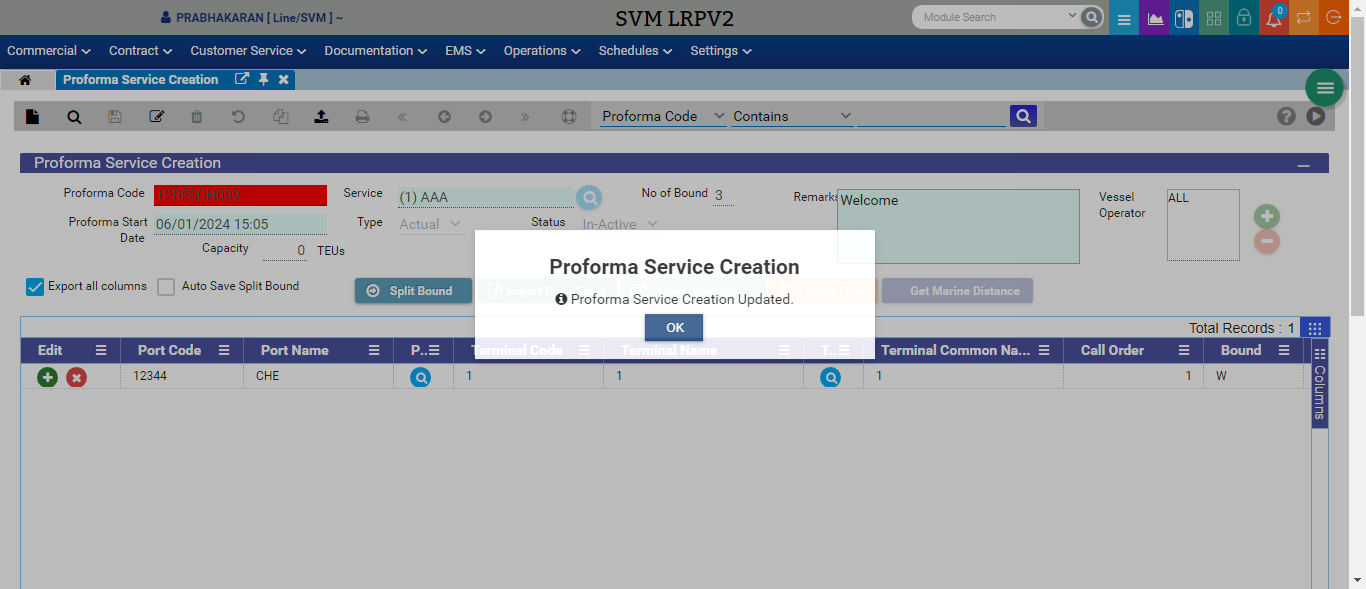 PRABHAKARAN [ Line/SVM ] ~
SVM LRPV2
Module Search
0
Commercial
Contract
Customer Service
Documentation
EMS
Operations
Schedules
Settings
Proforma Service Creation
Proforma Code
Contains
Proforma Service Creation
Proforma Code
Service
(1) AAA
No of Bound
3
Remarks
Welcome
Vessel Operator
ALL
Proforma Start Date
06/01/2024 15:05
Type
Actual
Status
In-Active
Capacity
0
TEUs
Export all columns
Auto Save Split Bound
Split Bound
Get Marine Distance
Proforma Service Creation
Proforma Service Creation Updated.
OK
Total Records : 1
Edit
Port Code
Port Name
P..
Terminal Code
Terminal Name
T..
Terminal Common Na...
Call Order
Bound
12344
CHE
1
1
1
1
W
Columns